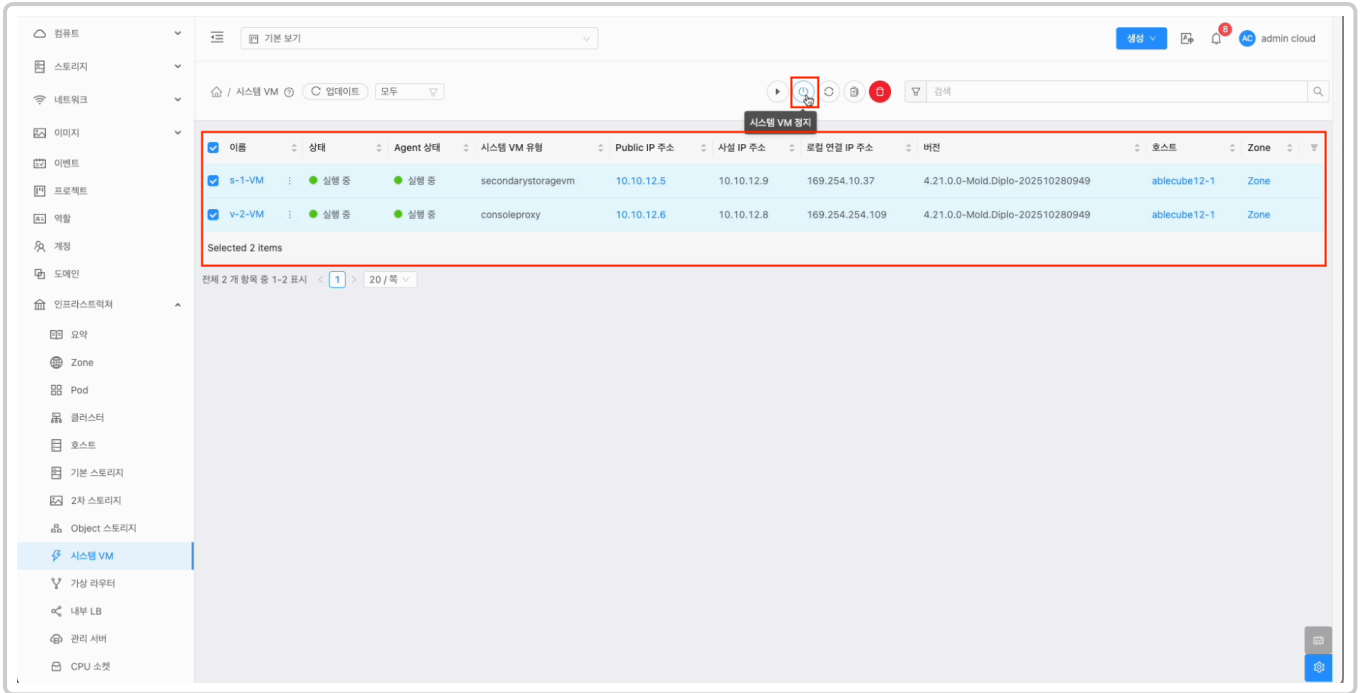 컴퓨트
기본 보기
생성
8
AC admin cloud
스토리지
네트워크
/ 시스템 VM 업데이트 모두 검색
시스템 VM 정지
이미지
이벤트
프로젝트
역할
계정
도메인
인프라스트럭쳐
요약
Zone
Pod
클러스터
호스트
기본 스토리지
2차 스토리지
Object 스토리지
시스템 VM
가상 라우터
내부 LB
관리 서버
CPU 소켓
이름 상태 Agent 상태 시스템 VM 유형 Public IP 주소 사설 IP 주소 로컬 연결 IP 주소 버전 호스트 Zone
s-1-VM 실행 중 실행 중 secondarystoragevm 10.10.12.5 10.10.12.9 169.254.10.37 4.21.0.0-Mold.Diplo-202510280949 ablecube12-1 Zone
v-2-VM 실행 중 실행 중 consoleproxy 10.10.12.6 10.10.12.8 169.254.254.109 4.21.0.0-Mold.Diplo-202510280949 ablecube12-1 Zone
Selected 2 items
전체 2 개 항목 중 1-2 표시 < 1 > 20 / 쪽